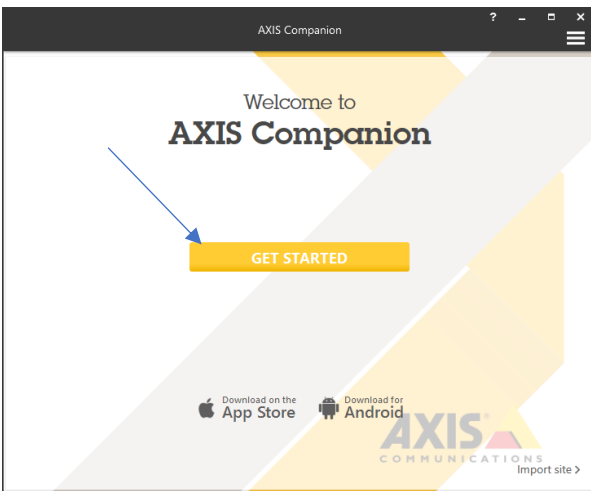 AXIS Companion
?
Welcome to
AXIS Companion
GET STARTED
Download on the
App Store
Download for
Android
AXIS
COMMUNICATIONS
Import site >